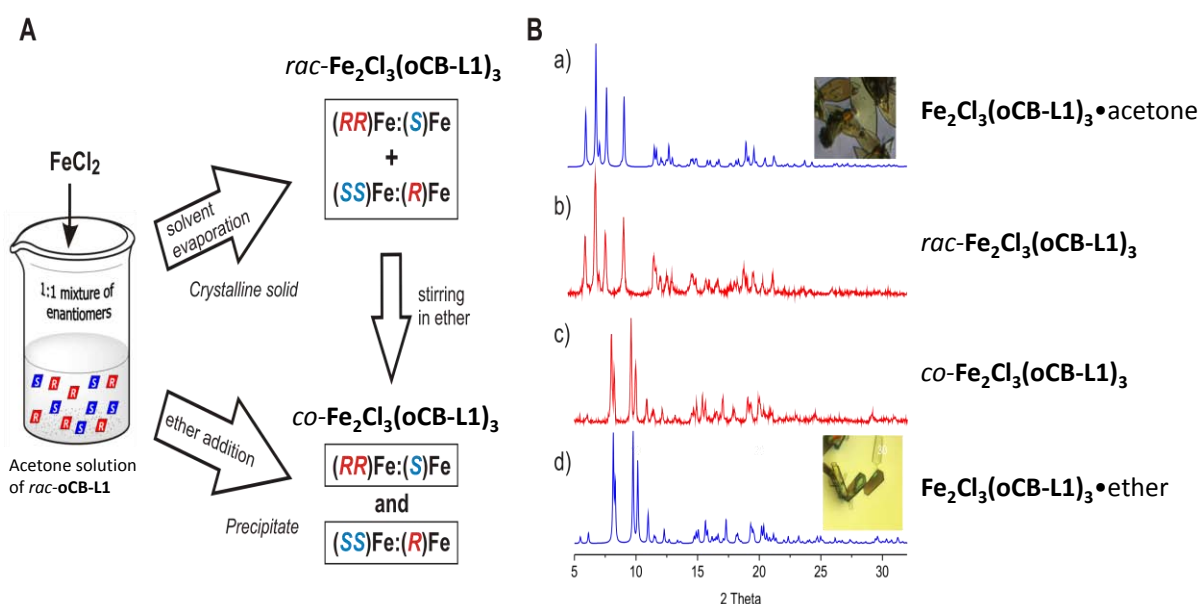 A
rac-Fe₂Cl₃(oCB-L1)₃
(RR)Fe:(S)Fe
+
(SS)Fe:(R)Fe
FeCl₂
solvent
evaporation
Crystalline solid
1:1 mixture of
enantiomers
S R R S S R
R S R S S R
stirring
in ether
ether addition
Acetone solution
of rac-oCB-L1
Precipitate
co-Fe₂Cl₃(oCB-L1)₃
(RR)Fe:(S)Fe
and
(SS)Fe:(R)Fe
B
a)
Fe₂Cl₃(oCB-L1)₃•acetone
b)
rac-Fe₂Cl₃(oCB-L1)₃
c)
co-Fe₂Cl₃(oCB-L1)₃
d)
Fe₂Cl₃(oCB-L1)₃•ether
5 10 15 20 25 30
2 Theta